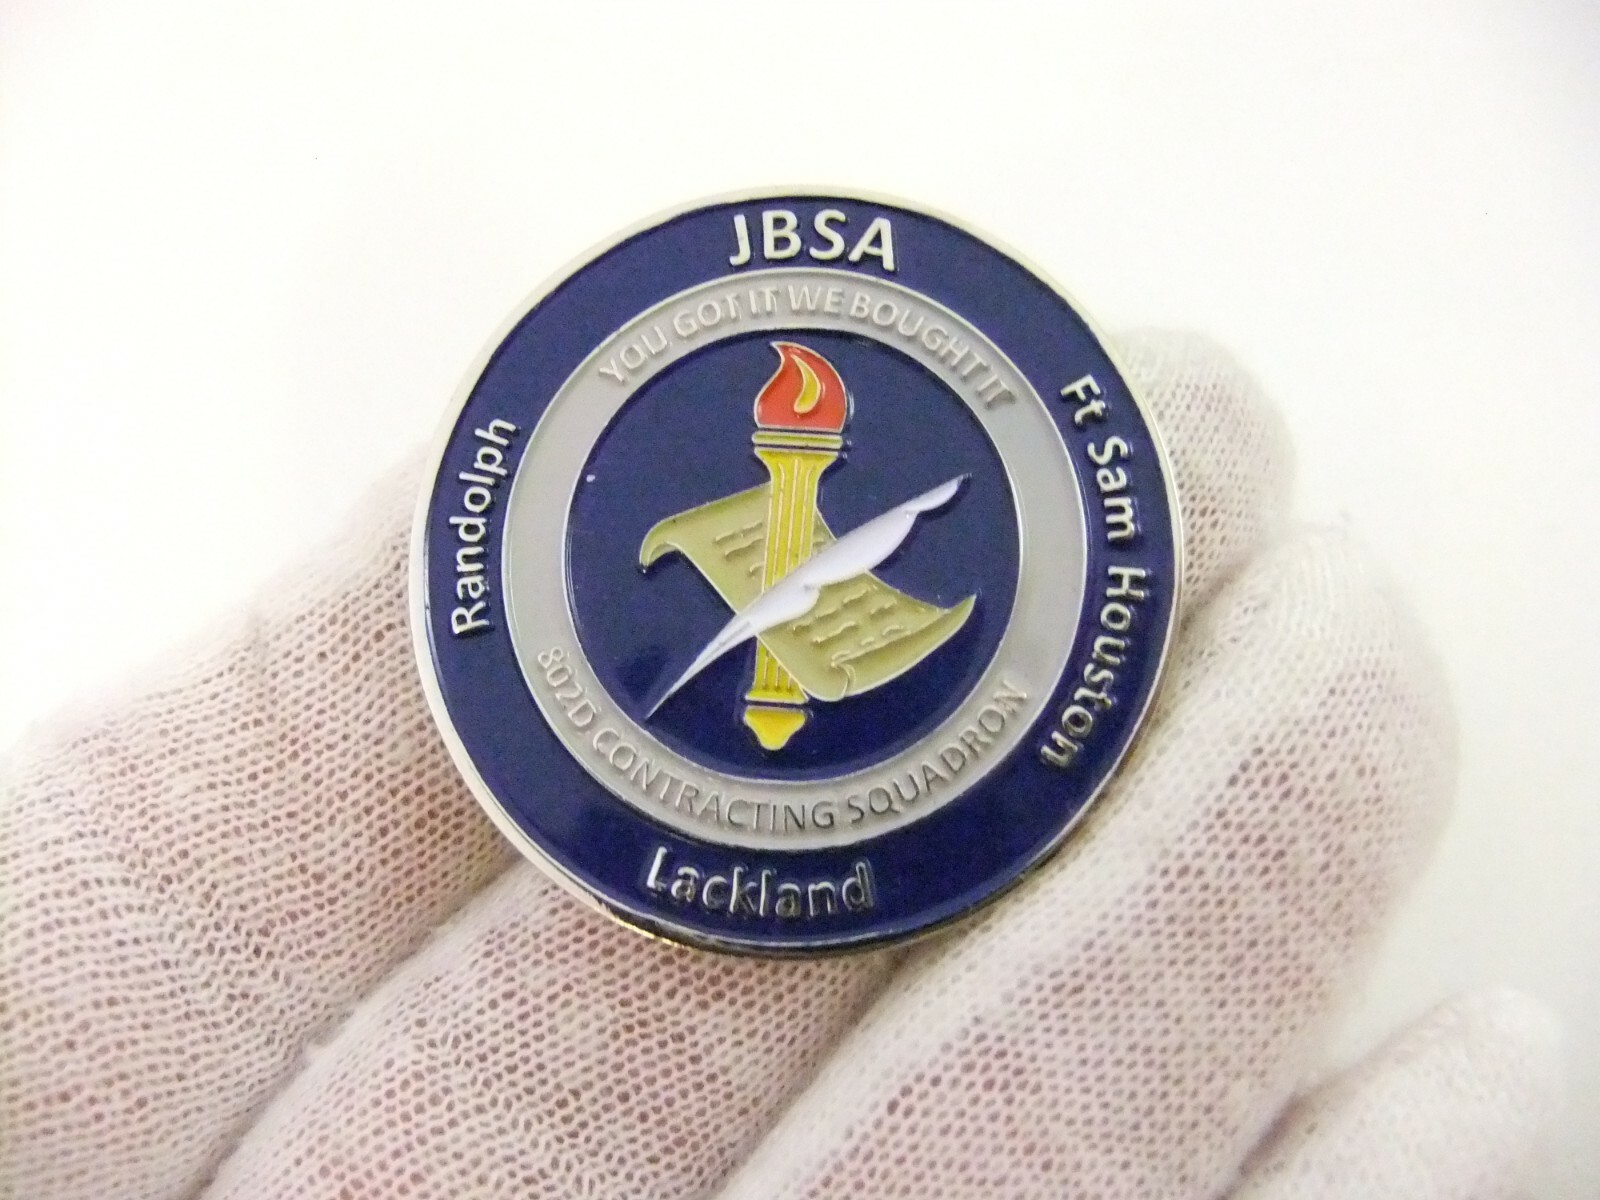 JBSA
YOU GOT IT WE BOUGHT IT
Randolph
Ft Sam Houston
802D CONTRACTING SQUADRON
Lackland